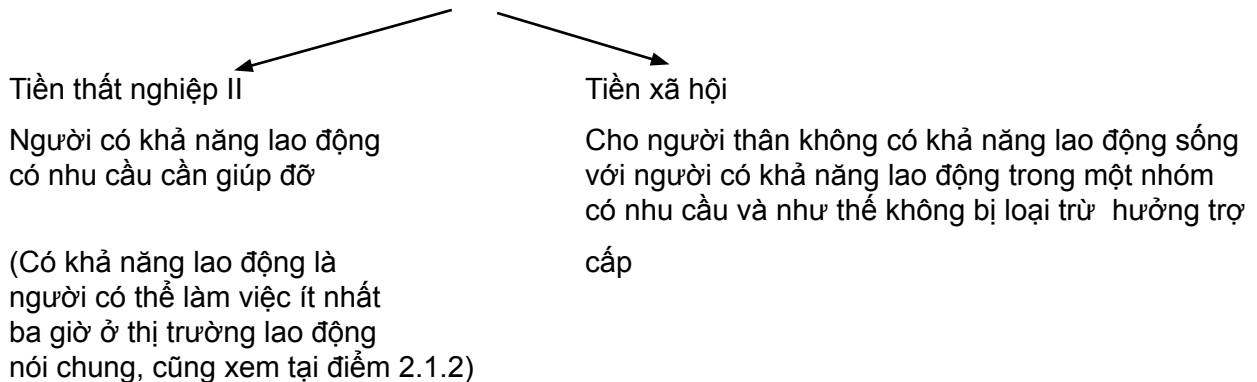 Tiền thất nghiệp II
Người có khả năng lao động
có nhu cầu cần giúp đỡ
(Có khả năng lao động là
người có thể làm việc ít nhất
ba giờ ở thị trường lao động
nói chung, cũng xem tại điểm 2.1.2)
Tiền xã hội
Cho người thân không có khả năng lao động sống
với người có khả năng lao động trong một nhóm
có nhu cầu và như thế không bị loại trừ hưởng trợ
cấp